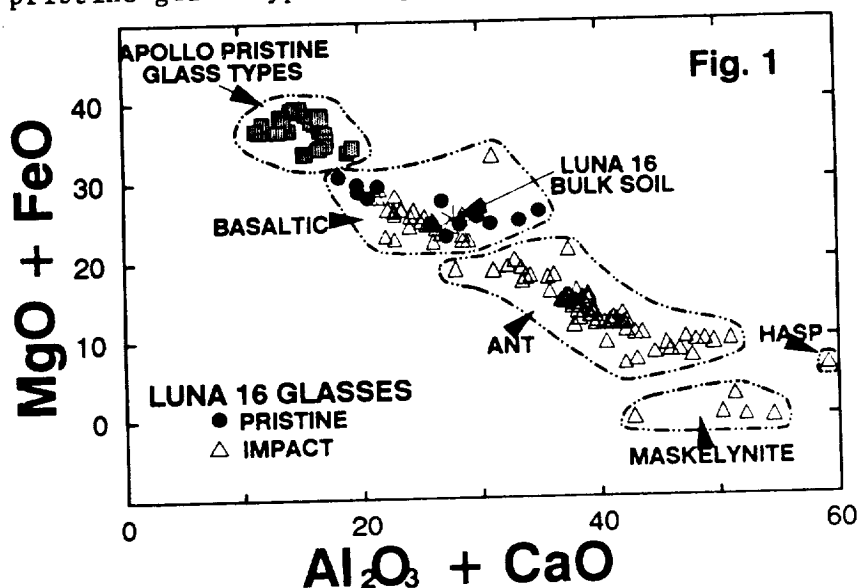 pristine
APOLLO PRISTINE
GLASS TYPES
Fig. 1
LUNA 16
BULK SOIL
BASALTIC
ANT
HASP
MASKELYNITE
LUNA 16 GLASSES
● PRISTINE
△ IMPACT
MgO + FeO
40
30
20
10
0
0 20 40 60
Al₂O₃ + CaO